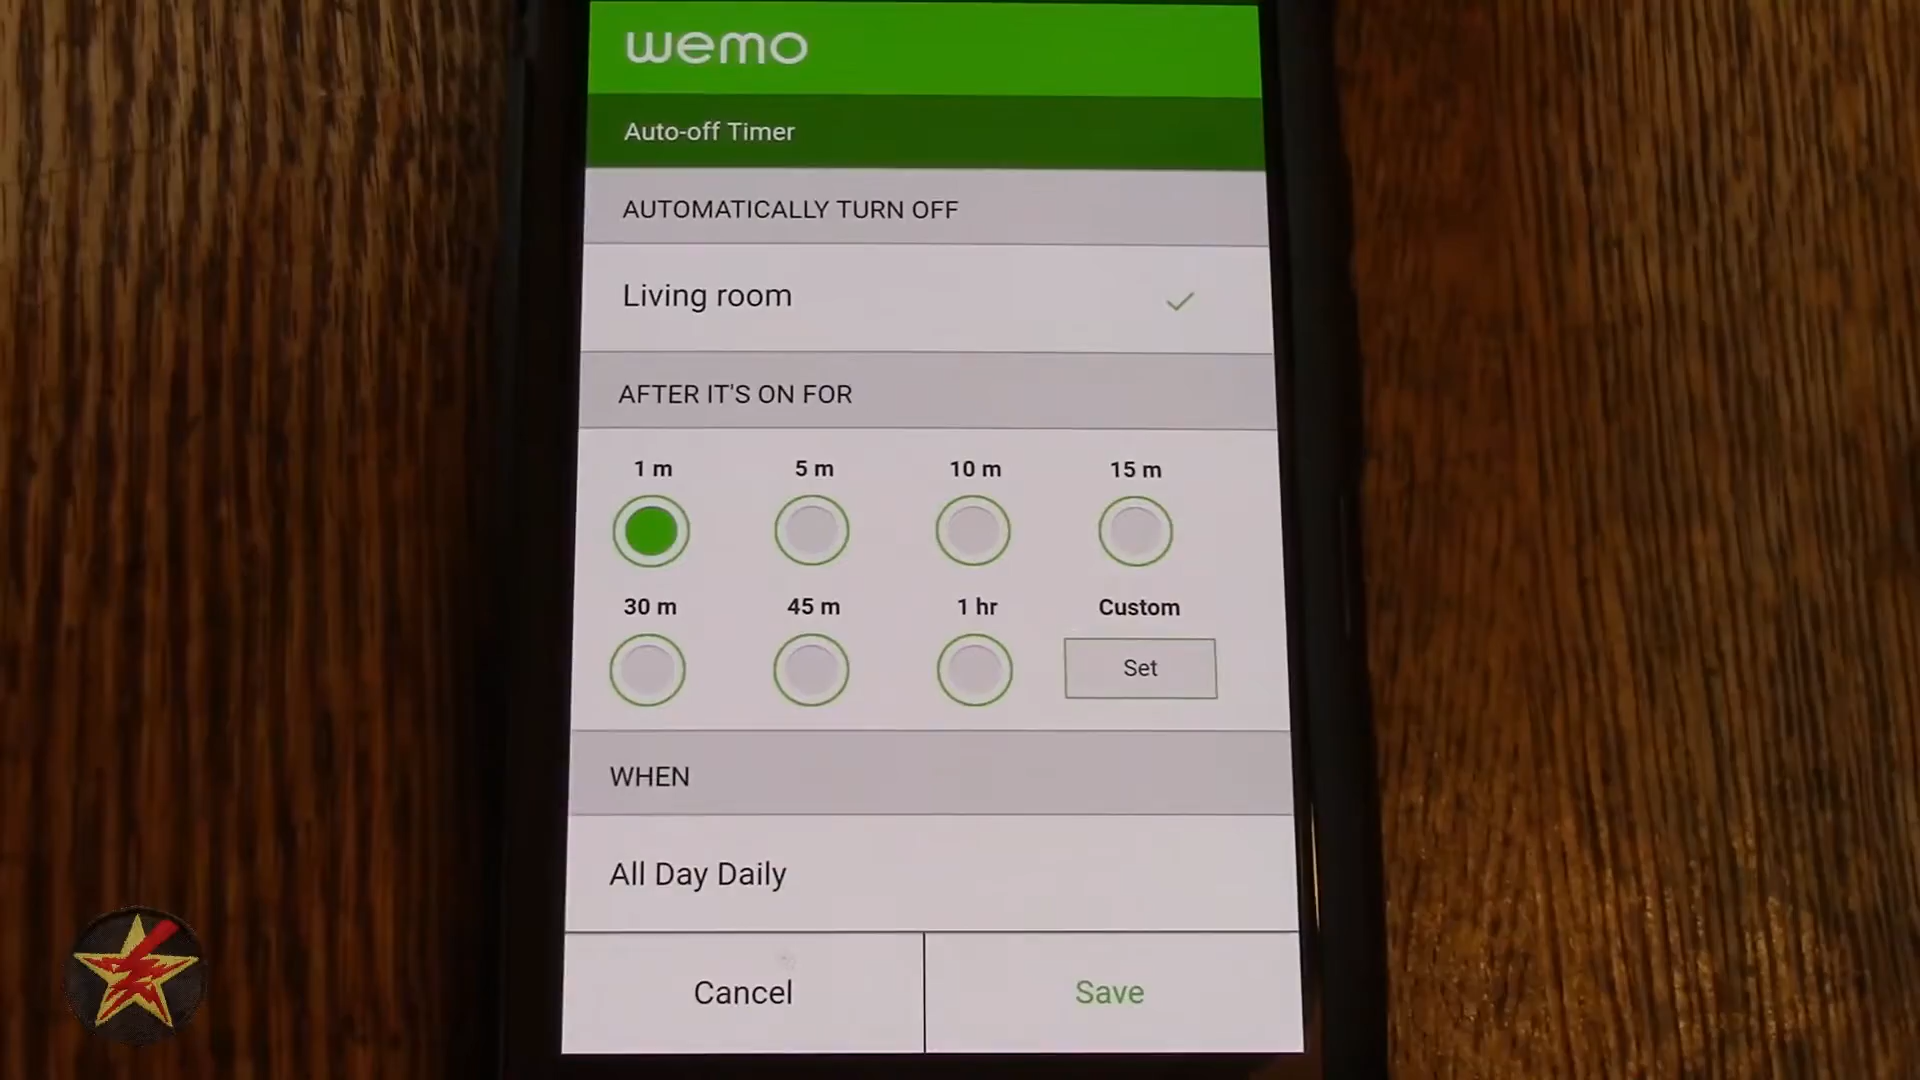 wemo
Auto-off Timer
AUTOMATICALLY TURN OFF
Living room
AFTER IT'S ON FOR
1 m 5 m 10 m 15 m
30 m 45 m 1 hr Custom
Set
WHEN
All Day Daily
Cancel Save